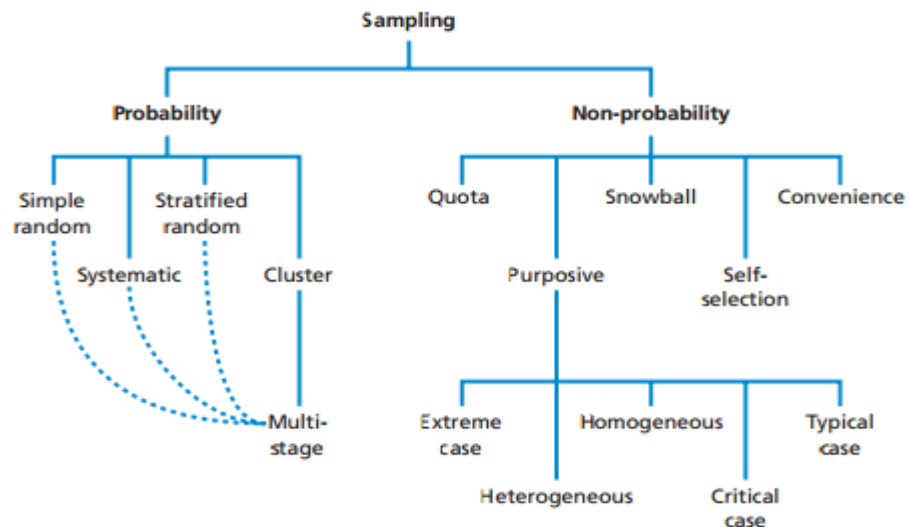 Sampling
Probability
Non-probability
Simple
random
Stratified
random
Quota
Snowball
Convenience
Systematic
Cluster
Purposive
Self-
selection
Multi-
stage
Extreme
case
Homogeneous
Typical
case
Heterogeneous
Critical
case